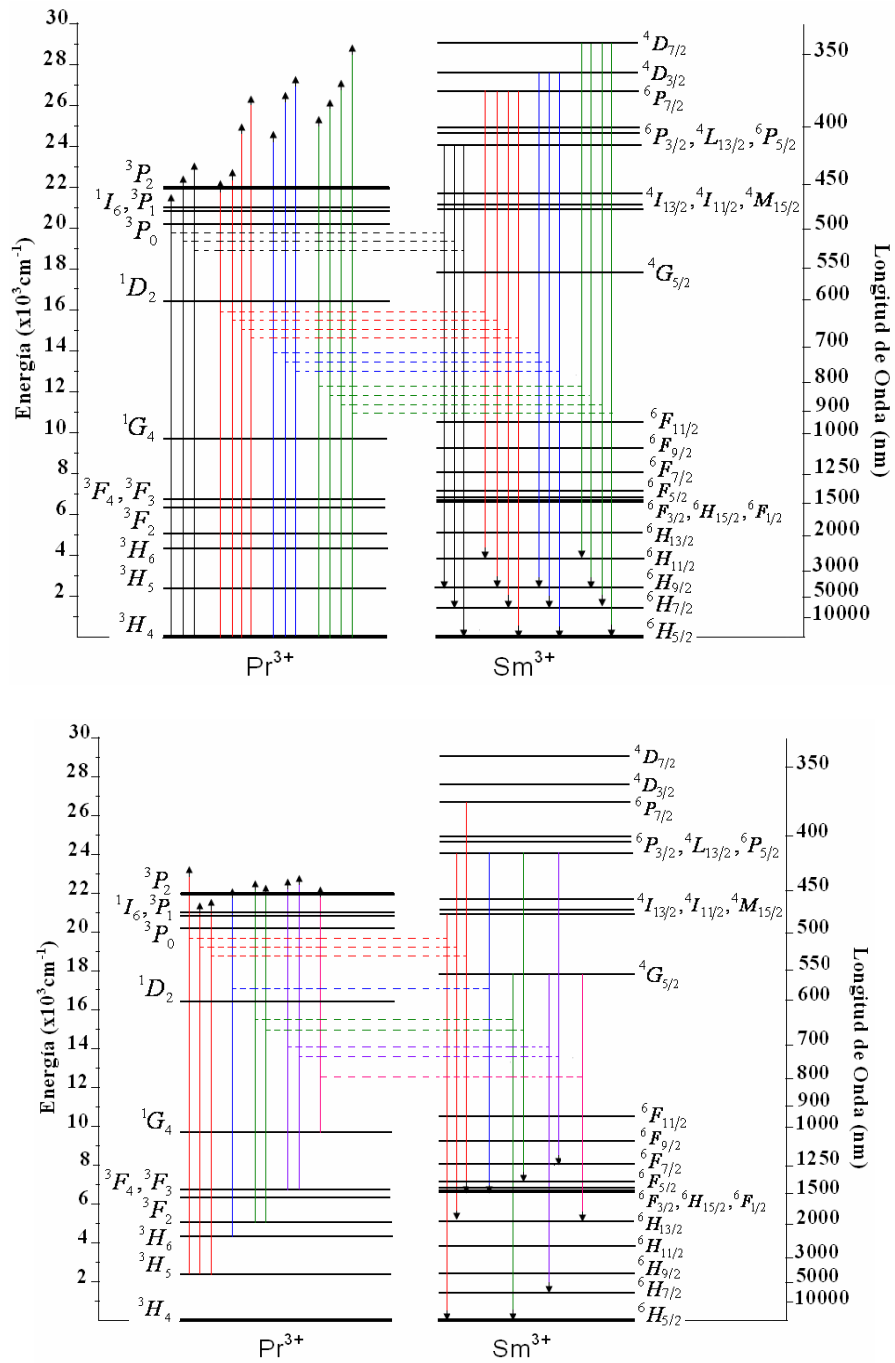 30
28
26
24
22
20
18
16
14
12
10
8
6
4
2
Energía (x10³cm⁻¹)
³P₂
¹I₆, ³P₁
³P₀
¹D₂
¹G₄
³F₄, ³F₃
³F₂
³H₆
³H₅
³H₄
Pr³⁺
⁴D₇/₂
⁴D₃/₂
⁶P₇/₂
⁶P₃/₂, ⁴L₁₃/₂, ⁶P₅/₂
⁴I₁₃/₂, ⁴I₁₁/₂, ⁴M₁₅/₂
⁴G₅/₂
⁶F₁₁/₂
⁶F₉/₂
⁶F₇/₂
⁶F₅/₂
⁶F₃/₂, ⁶H₁₅/₂, ⁶F₁/₂
⁶H₁₃/₂
⁶H₁₁/₂
⁶H₉/₂
⁶H₇/₂
⁶H₅/₂
Sm³⁺
350
400
450
500
550
600
700
800
900
1000
1250
1500
2000
3000
5000
10000
Longitud de Onda (nm)
30
28
26
24
22
20
18
16
14
12
10
8
6
4
2
Energía (x10³cm⁻¹)
³P₂
¹I₆, ³P₁
³P₀
¹D₂
¹G₄
³F₄, ³F₃
³F₂
³H₆
³H₅
³H₄
Pr³⁺
⁴D₇/₂
⁴D₃/₂
⁶P₇/₂
⁶P₃/₂, ⁴L₁₃/₂, ⁶P₅/₂
⁴I₁₃/₂, ⁴I₁₁/₂, ⁴M₁₅/₂
⁴G₅/₂
⁶F₁₁/₂
⁶F₉/₂
⁶F₇/₂
⁶F₅/₂
⁶F₃/₂, ⁶H₁₅/₂, ⁶F₁/₂
⁶H₁₃/₂
⁶H₁₁/₂
⁶H₉/₂
⁶H₇/₂
⁶H₅/₂
Sm³⁺
350
400
450
500
550
600
700
800
900
1000
1250
1500
2000
3000
5000
10000
Longitud de Onda (nm)